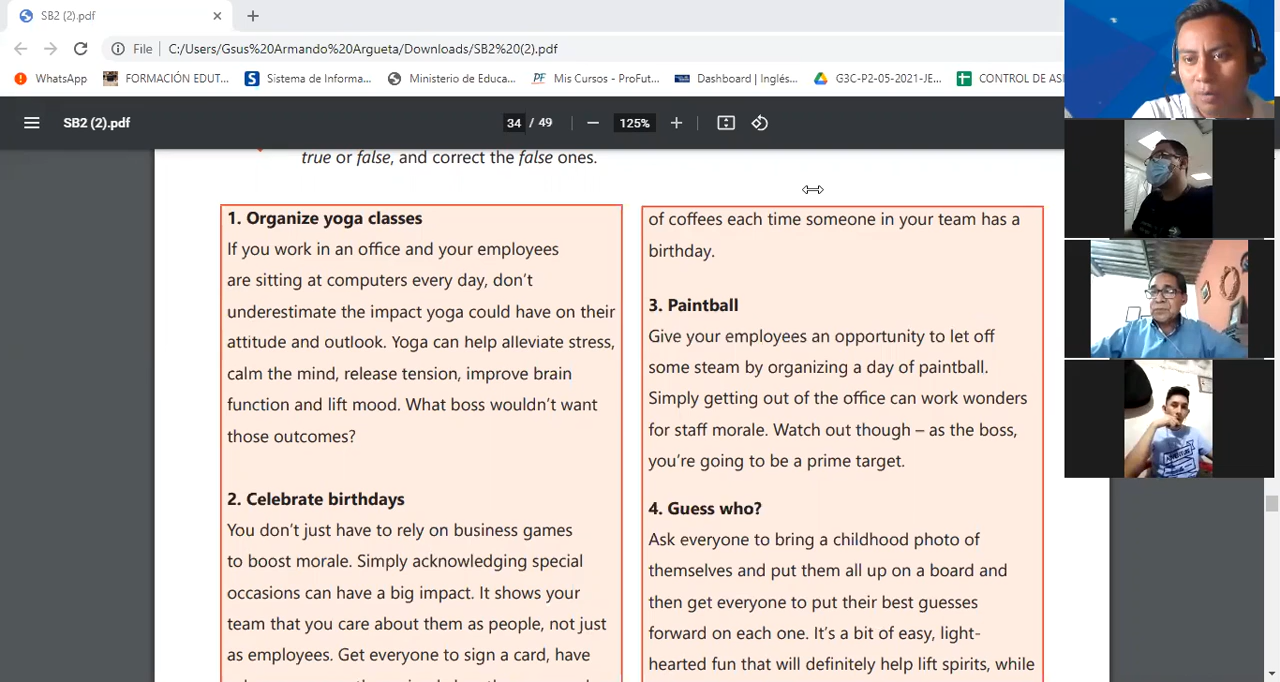 SB2 (2).pdf
File
C:/Users/Gsus%20Armando%20Argueta/Downloads/SB2%20(2).pdf
WhatsApp
FORMACIÓN EDUT...
Sistema de Informa...
Ministerio de Educa...
Mis Cursos - ProFut...
Dashboard | Inglés,...
G3C-P2-05-2021-JE...
CONTROL DE AS
SB2 (2).pdf
34 / 49
125%
true or false, and correct the false ones.
1. Organize yoga classes
If you work in an office and your employees
are sitting at computers every day, don't
underestimate the impact yoga could have on their
attitude and outlook. Yoga can help alleviate stress,
calm the mind, release tension, improve brain
function and lift mood. What boss wouldn't want
those outcomes?
2. Celebrate birthdays
You don't just have to rely on business games
to boost morale. Simply acknowledging special
occasions can have a big impact. It shows your
team that you care about them as people, not just
as employees. Get everyone to sign a card, have
of coffees each time someone in your team has a
birthday.
3. Paintball
Give your employees an opportunity to let off
some steam by organizing a day of paintball.
Simply getting out of the office can work wonders
for staff morale. Watch out though – as the boss,
you're going to be a prime target.
4. Guess who?
Ask everyone to bring a childhood photo of
themselves and put them all up on a board and
then get everyone to put their best guesses
forward on each one. It's a bit of easy, light-
hearted fun that will definitely help lift spirits, while